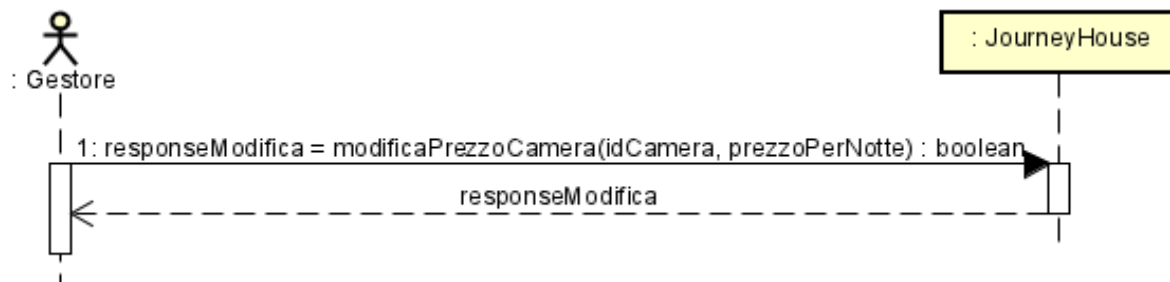 : Gestore
: JourneyHouse
1: responseModifica = modificaPrezzoCamera(idCamera, prezzoPerNotte) : boolean
responseModifica